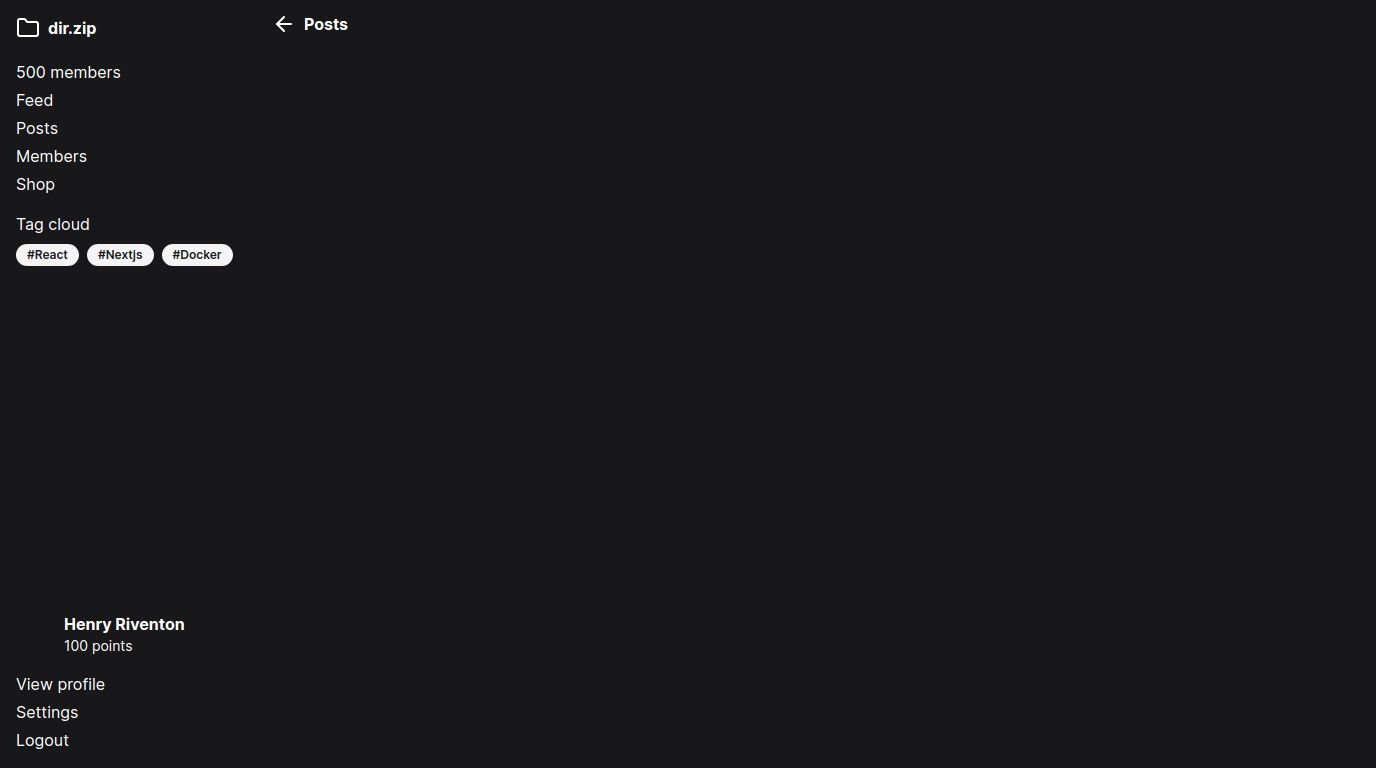 dir.zip
500 members
Feed
Posts
Members
Shop
Tag cloud
#React #Nextjs #Docker
Henry Riventon
100 points
View profile
Settings
Logout
Posts